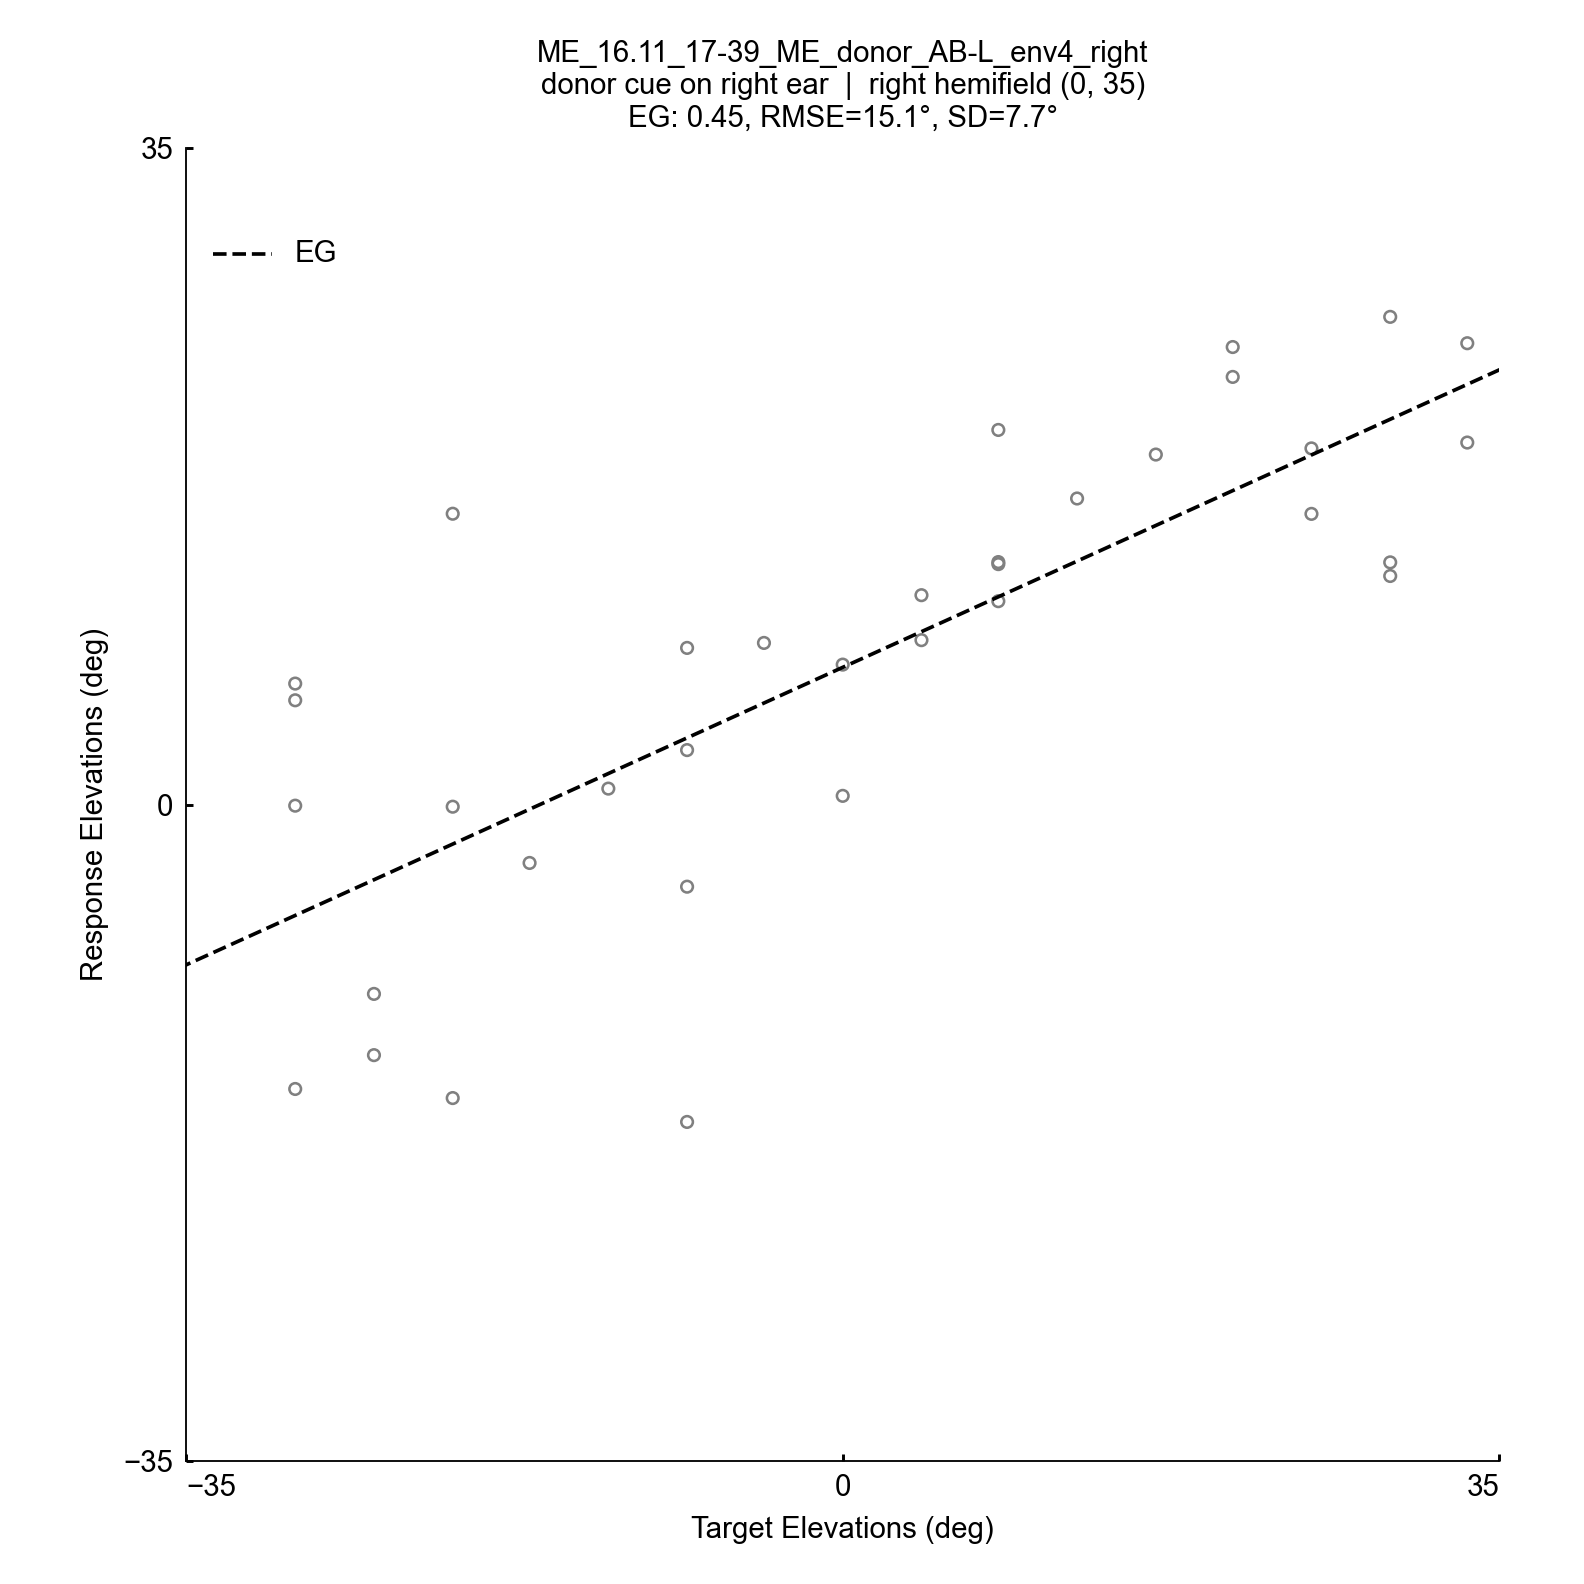 ME_16.11_17-39_ME_donor_AB-L_env4_right
donor cue on right ear | right hemifield (0, 35)
EG: 0.45, RMSE=15.1°, SD=7.7°
35
EG
Response Elevations (deg)
0
−35
−35
0
35
Target Elevations (deg)